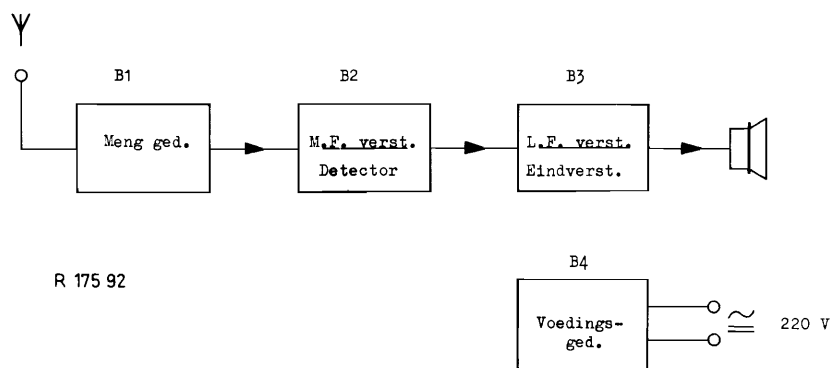 B1
Meng ged.
B2
M.F. verst.
Detector
B3
L.F. verst.
Eindverst.
R 175 92
B4
Voedings-
ged.
220 V